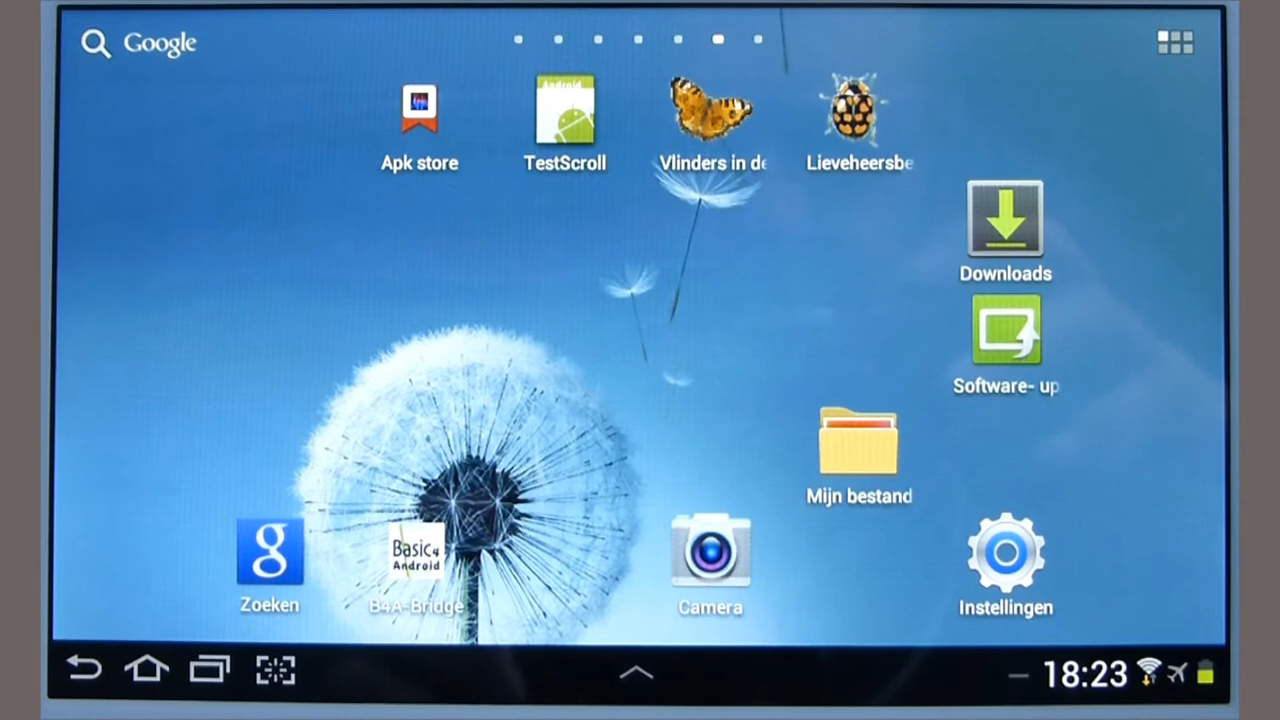 Google
Android
Apk store
TestScroll
Vlinders in de
Lieveheersbe
Downloads
Software- up
Mijn bestand
g
Basic4
Android
Zoeken
B4A-Bridge
Camera
Instellingen
18:23